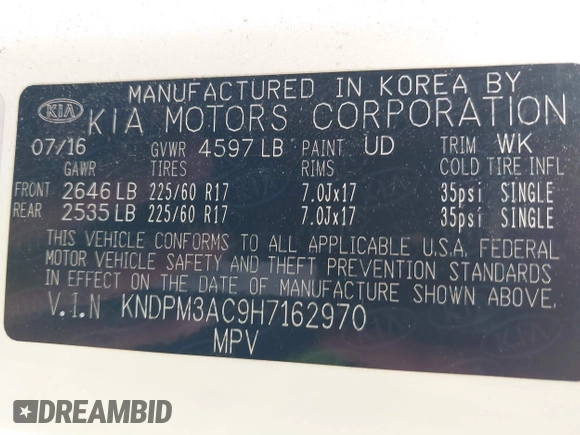 MANUFACTURED IN KOREA BY
KIA KIA MOTORS CORPORATION
07/16 GVWR 4597 LB PAINT UD TRIM WK
GAWR TIRES RIMS COLD TIRE INFL
FRONT 2646 LB 225/60 R17 7.0Jx17 35psi SINGLE
REAR 2535 LB 225/60 R17 7.0Jx17 35psi SINGLE
THIS VEHICLE CONFORMS TO ALL APPLICABLE U.S.A. FEDERAL
MOTOR VEHICLE SAFETY AND THEFT PREVENTION STANDARDS
IN EFFECT ON THE DATE OF MANUFACTURE SHOWN ABOVE.
V.I.N KNDPM3AC9H7162970
MPV
DREAMBID